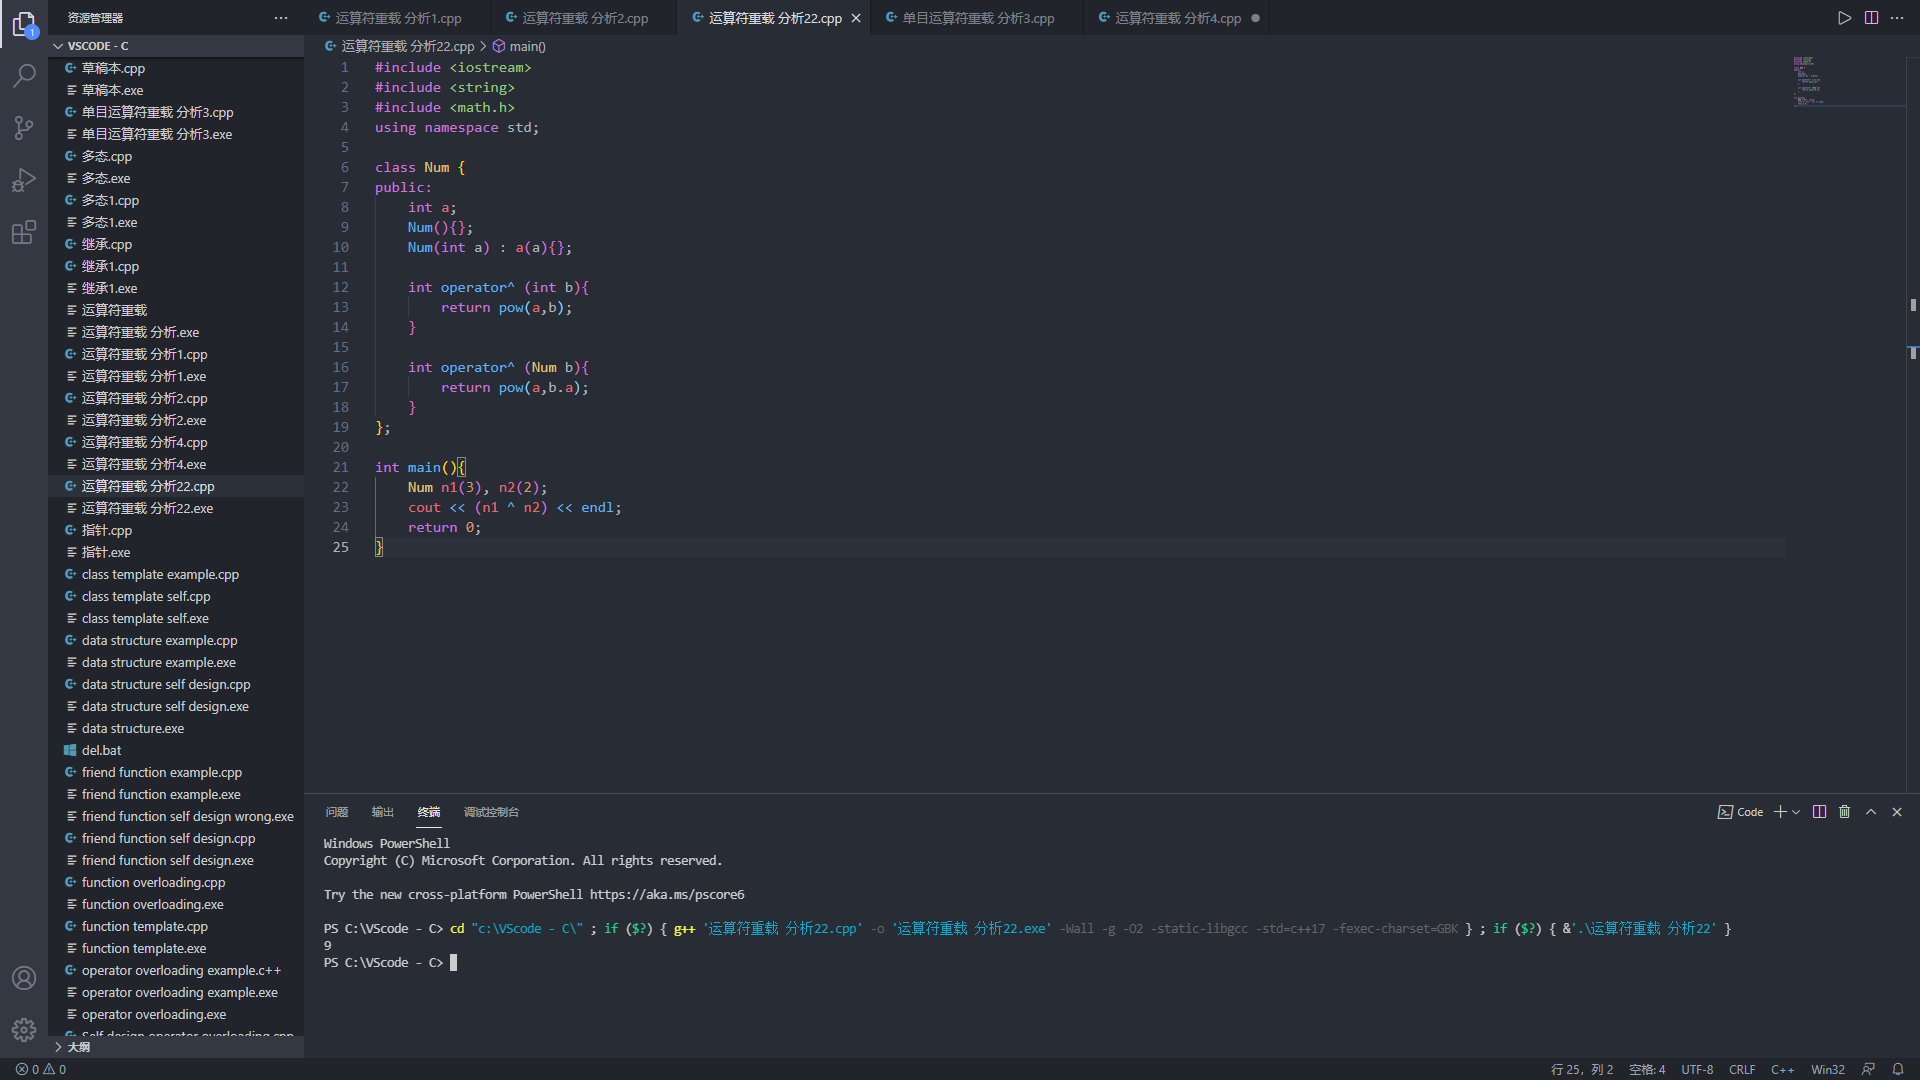 资源管理器
VSCODE - C
草稿本.cpp
草稿本.exe
单目运算符重载 分析3.cpp
单目运算符重载 分析3.exe
多态.cpp
多态.exe
多态1.cpp
多态1.exe
继承.cpp
继承1.cpp
继承1.exe
运算符重载
运算符重载 分析.exe
运算符重载 分析1.cpp
运算符重载 分析1.exe
运算符重载 分析2.cpp
运算符重载 分析2.exe
运算符重载 分析4.cpp
运算符重载 分析4.exe
运算符重载 分析22.cpp
运算符重载 分析22.exe
指针.cpp
指针.exe
class template example.cpp
class template self.cpp
class template self.exe
data structure example.cpp
data structure example.exe
data structure self design.cpp
data structure self design.exe
data structure.exe
del.bat
friend function example.cpp
friend function example.exe
friend function self design wrong.exe
friend function self design.cpp
friend function self design.exe
function overloading.cpp
function overloading.exe
function template.cpp
function template.exe
operator overloading example.c++
operator overloading example.exe
operator overloading.exe
Self design operator overloading.cpp
大纲
1
运算符重载 分析1.cpp 运算符重载 分析2.cpp 运算符重载 分析22.cpp 单目运算符重载 分析3.cpp 运算符重载 分析4.cpp
运算符重载 分析22.cpp main()
1 #include <iostream>
2 #include <string>
3 #include <math.h>
4 using namespace std;
5
6 class Num {
7 public:
8 int a;
9 Num(){};
10 Num(int a) : a(a){};
11
12 int operator^ (int b){
13 return pow(a,b);
14 }
15
16 int operator^ (Num b){
17 return pow(a,b.a);
18 }
19 };
20
21 int main(){
22 Num n1(3), n2(2);
23 cout << (n1 ^ n2) << endl;
24 return 0;
25 }
问题 输出 终端 调试控制台 Code
Windows PowerShell
Copyright (C) Microsoft Corporation. All rights reserved.
Try the new cross-platform PowerShell https://aka.ms/pscore6
PS C:\VScode - C> cd "c:\VScode - C\" ; if ($?) { g++ '运算符重载 分析22.cpp' -o '运算符重载 分析22.exe' -Wall -g -O2 -static-libgcc -std=c++17 -fexec-charset=GBK } ; if ($?) { &'.\运算符重载 分析22' }
9
PS C:\VScode - C>
0 0 行 25，列 2 空格: 4 UTF-8 CRLF C++ Win32